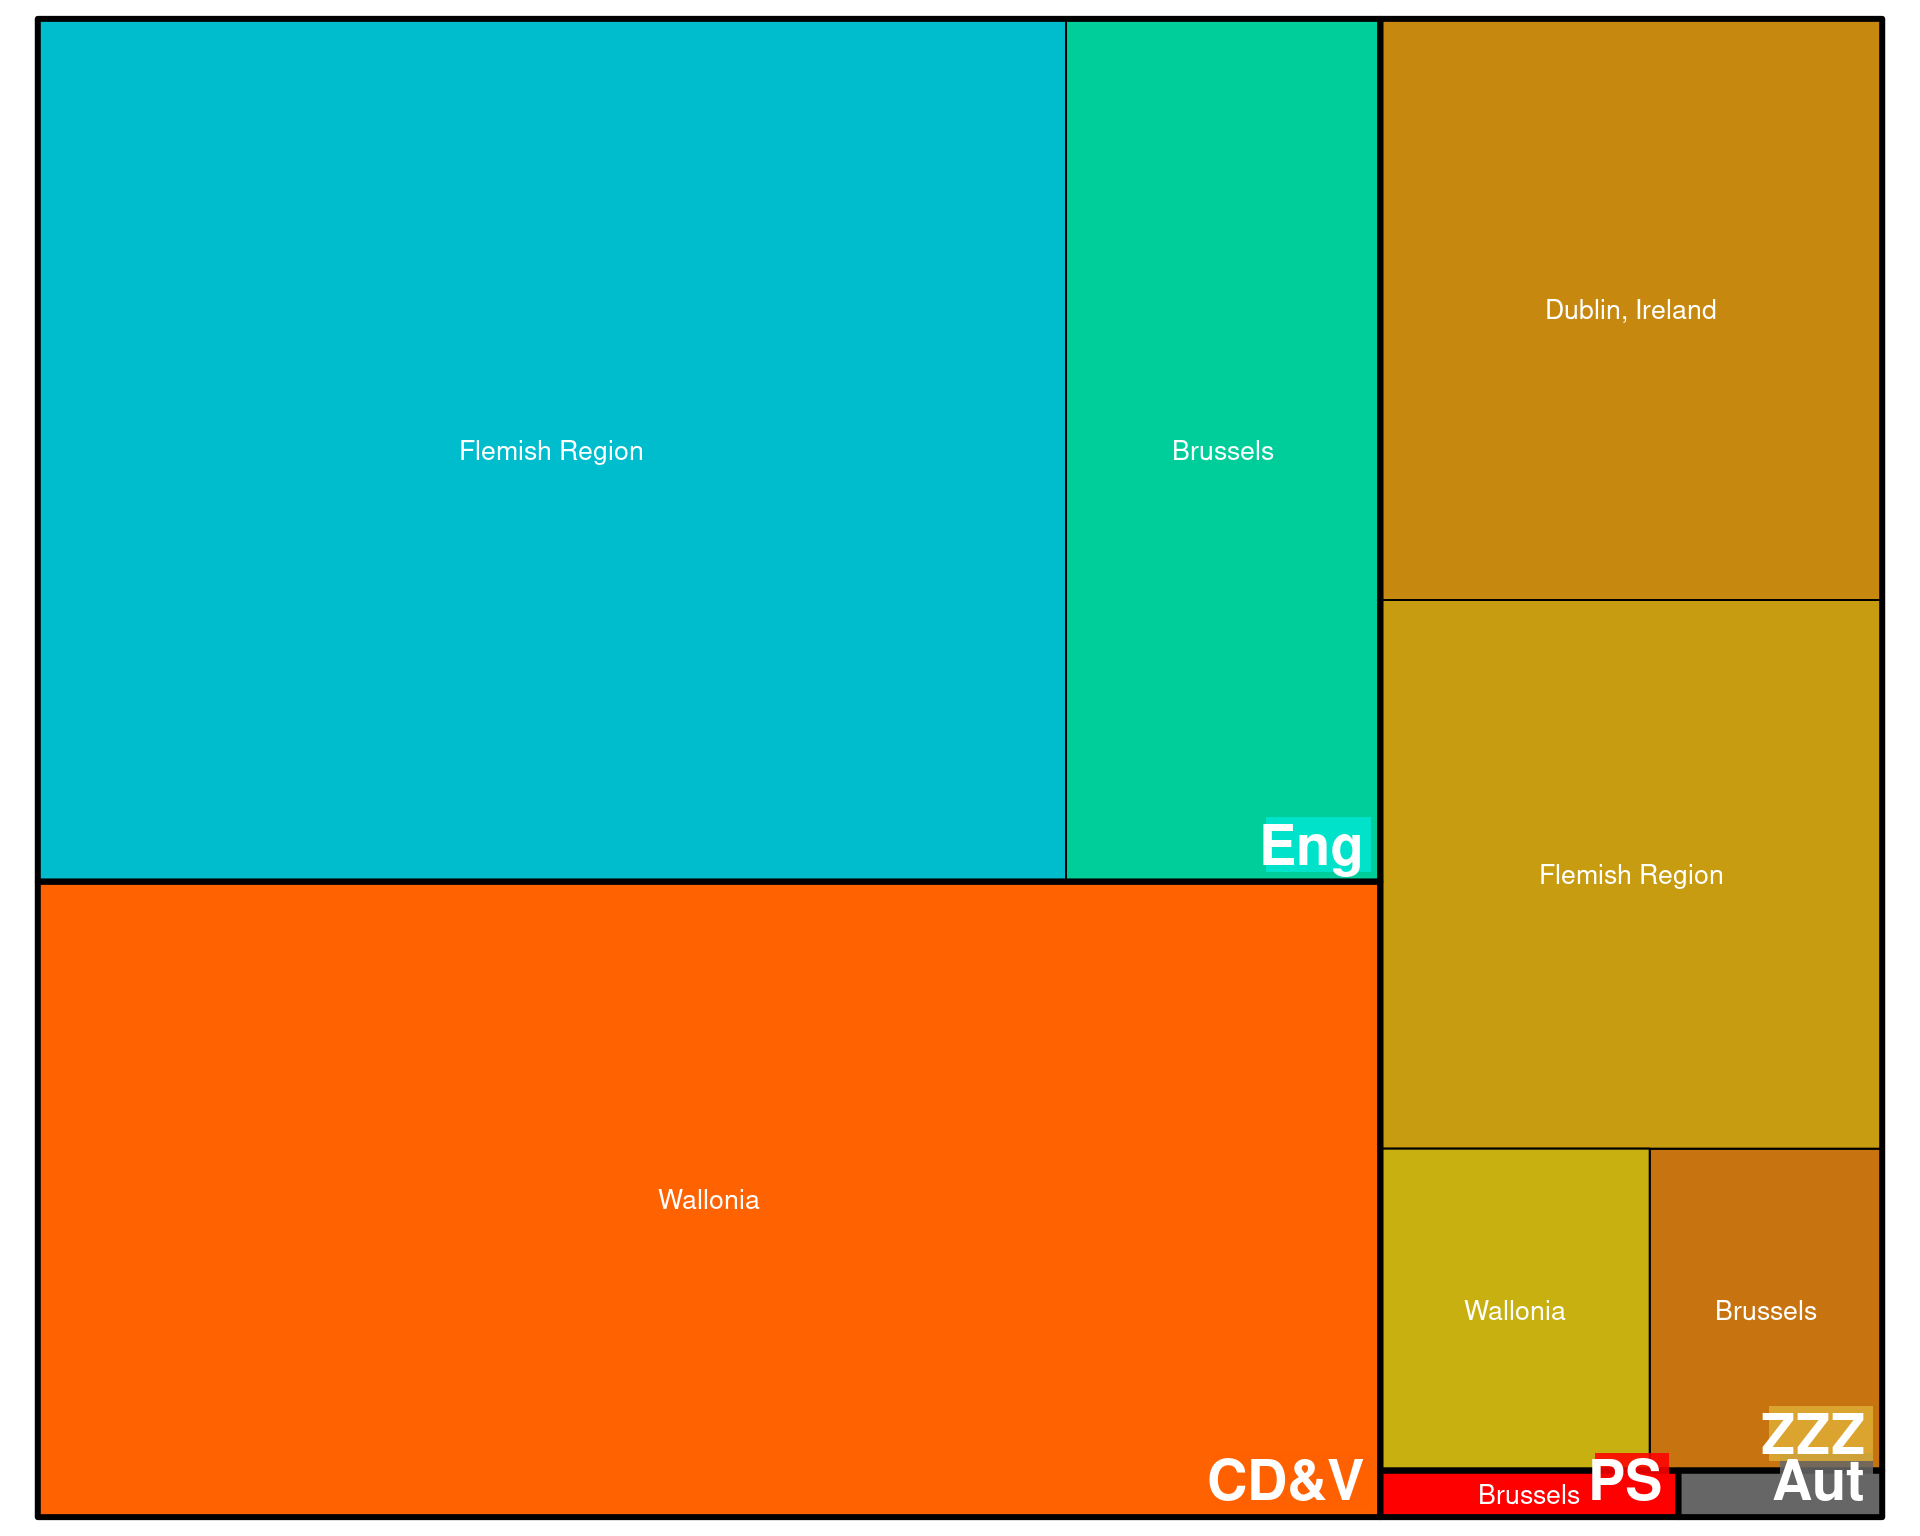 Flemish Region
Brussels
Eng
Wallonia
CD&V
Dublin, Ireland
Flemish Region
Wallonia
Brussels
ZZZ
Brussels
PS
Aut